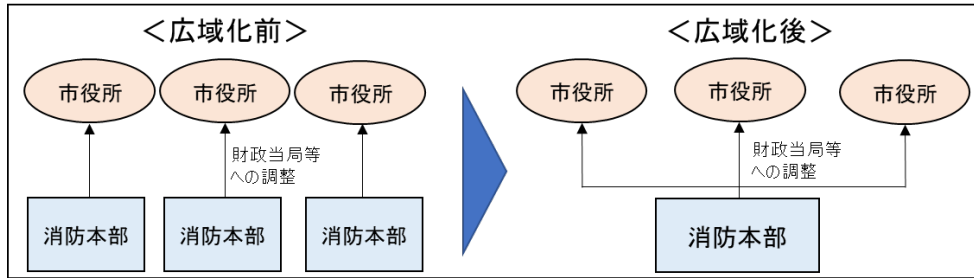 ＜広域化前＞
市役所
市役所
市役所
財政当局等
への調整
消防本部
消防本部
消防本部
＜広域化後＞
市役所
市役所
市役所
財政当局等
への調整
消防本部